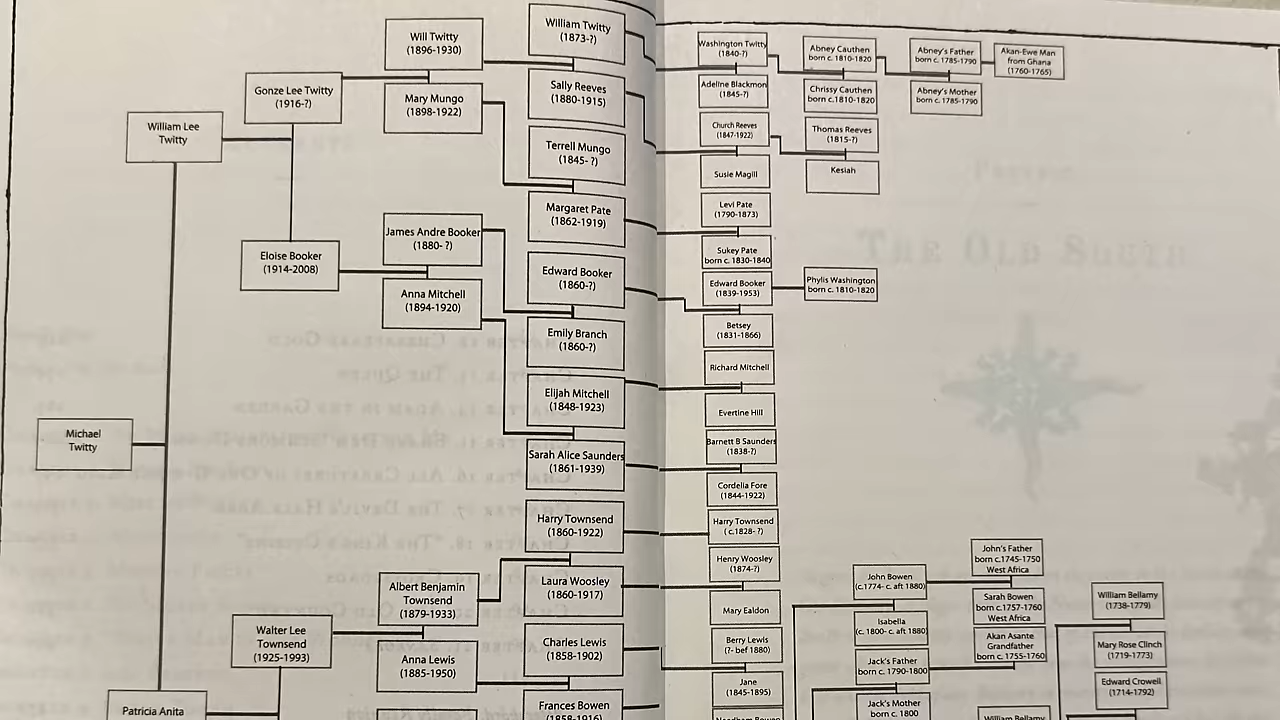 William Lee
Twitty
Michael
Twitty
Patricia Anita
Gonze Lee Twitty
(1916-?)
Eloise Booker
(1914-2008)
Walter Lee
Townsend
(1925-1993)
Will Twitty
(1896-1930)
Mary Mungo
(1898-1922)
James Andre Booker
(1880- ?)
Anna Mitchell
(1894-1920)
Albert Benjamin
Townsend
(1879-1933)
Anna Lewis
(1885-1950)
William Twitty
(1873-?)
Sally Reeves
(1880-1915)
Terrell Mungo
(1845- ?)
Margaret Pate
(1862-1919)
Edward Booker
(1860-?)
Emily Branch
(1860-?)
Elijah Mitchell
(1848-1923)
Sarah Alice Saunders
(1861-1939)
Harry Townsend
(1860-1922)
Laura Woosley
(1860-1917)
Charles Lewis
(1858-1902)
Frances Bowen
(1858-1916)
Washington Twitty
(1840-?)
Adeline Blackmon
(1845-?)
Church Reeves
(1847-1922)
Susie Magill
Levi Pate
(1790-1873)
Sukey Pate
born c. 1830-1840
Edward Booker
(1839-1953)
Betsey
(1831-1866)
Richard Mitchell
Evertine Hill
Barnett B Saunders
(1838-?)
Cordelia Fore
(1844-1922)
Harry Townsend
(c.1828- ?)
Henry Woosley
(1874-?)
Mary Ealdon
Berry Lewis
(?- bef 1880)
Jane
(1845-1895)
Needham Bowen
Abney Cauthen
born c. 1810-1820
Chrissy Cauthen
born c.1810-1820
Thomas Reeves
(1815-?)
Kesiah
Phylis Washington
born c. 1810-1820
John Bowen
(c.1774- c. aft 1880)
Isabella
(c. 1800- c. aft 1880)
Jack's Father
born c. 1790-1800
Jack's Mother
born c. 1800
Abney's Father
born c. 1785-1790
Abney's Mother
born c. 1785-1790
Akan-Ewe Man
from Ghana
(1760-1765)
THE OLD SOUTH
John's Father
born c.1745-1750
West Africa
Sarah Bowen
born c.1757-1760
West Africa
Akan Asante
Grandfather
born c. 1755-1760
William Bellamy
William Bellamy
(1738-1779)
Mary Rose Clinch
(1719-1773)
Edward Crowell
(1714-1792)